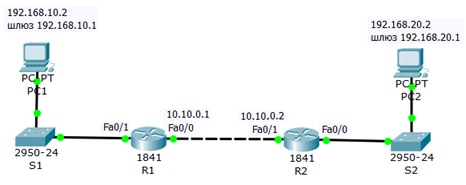 192.168.10.2
шлюз 192.168.10.1
192.168.20.2
шлюз 192.168.20.1
PC-PT
PC1
PC-PT
PC2
10.10.0.1
10.10.0.2
Fa0/1
Fa0/0
Fa0/1
Fa0/0
2950-24
S1
1841
R1
1841
R2
2950-24
S2